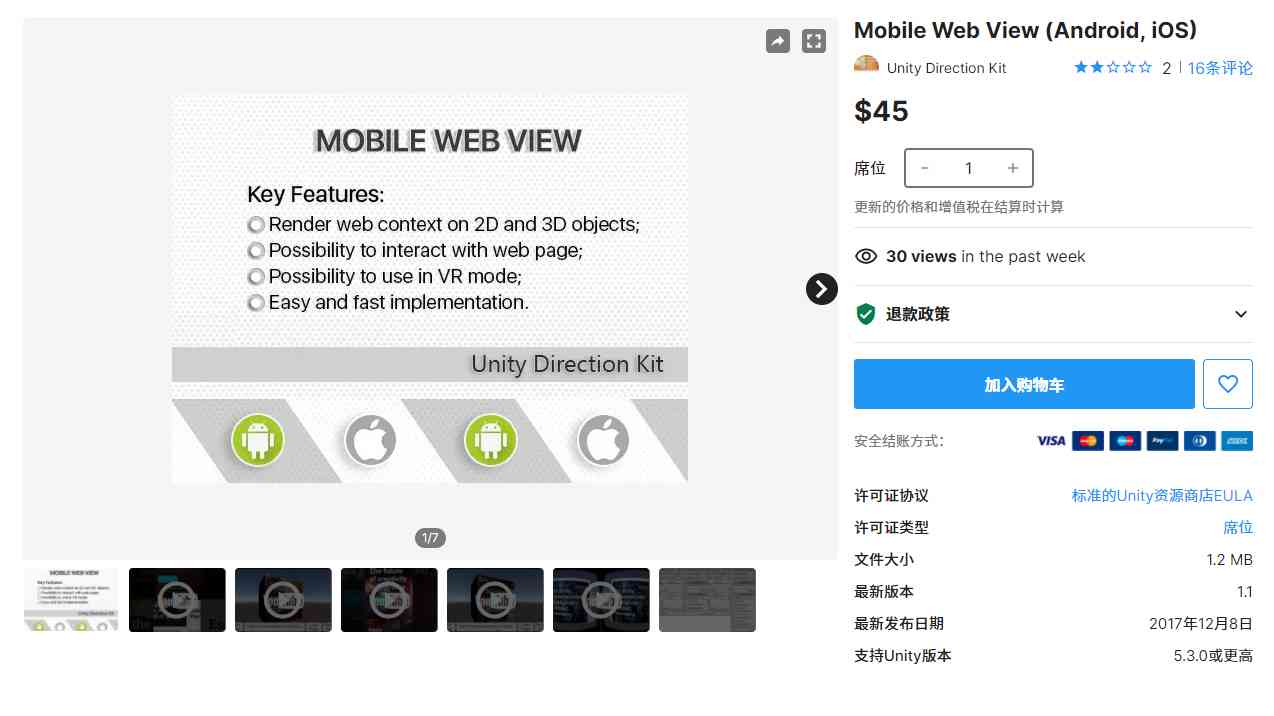 MOBILE WEB VIEW
Key Features:
Render web context on 2D and 3D objects;
Possibility to interact with web page;
Possibility to use in VR mode;
Easy and fast implementation.
Unity Direction Kit
1/7
Mobile Web View (Android, iOS)
Unity Direction Kit
2 | 16条评论
$45
席位 - 1 +
更新的价格和增值税在结算时计算
30 views in the past week
退款政策
加入购物车
安全结账方式:
VISA PayPal
许可证协议 标准的Unity资源商店EULA
许可证类型 席位
文件大小 1.2 MB
最新版本 1.1
最新发布日期 2017年12月8日
支持Unity版本 5.3.0或更高